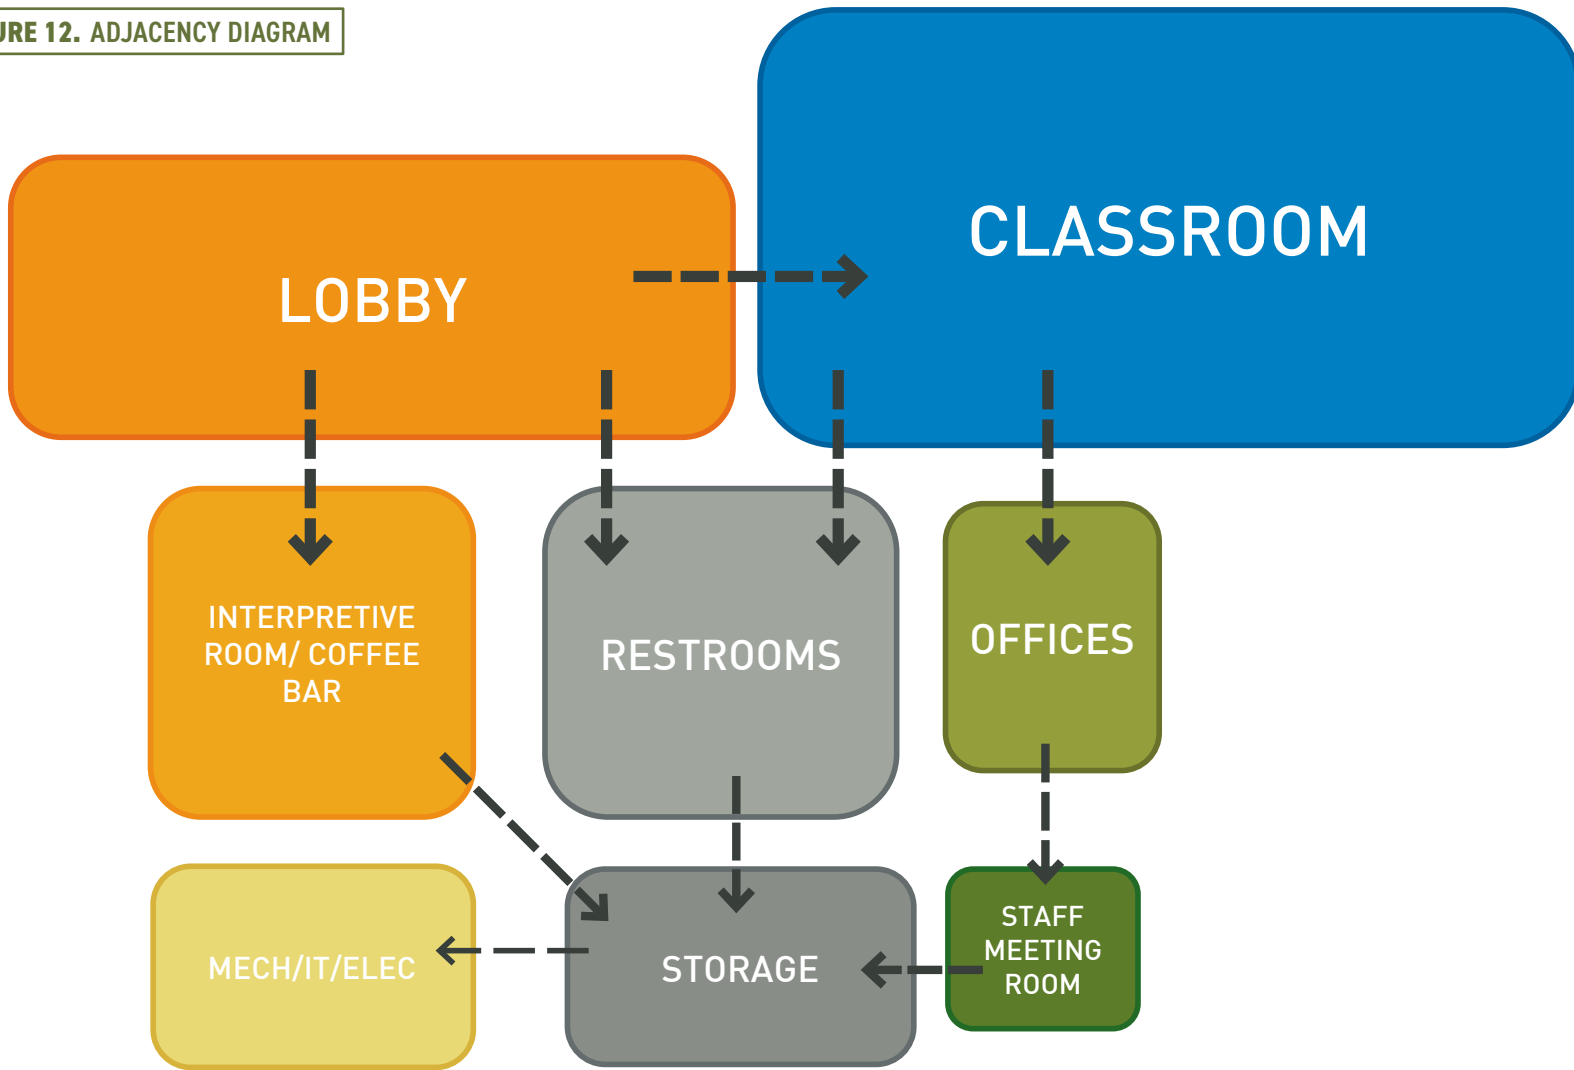 URE 12. ADJACENCY DIAGRAM
CLASSROOM
LOBBY
INTERPRETIVE
ROOM/ COFFEE
BAR
RESTROOMS
OFFICES
MECH/IT/ELEC
STORAGE
STAFF
MEETING
ROOM